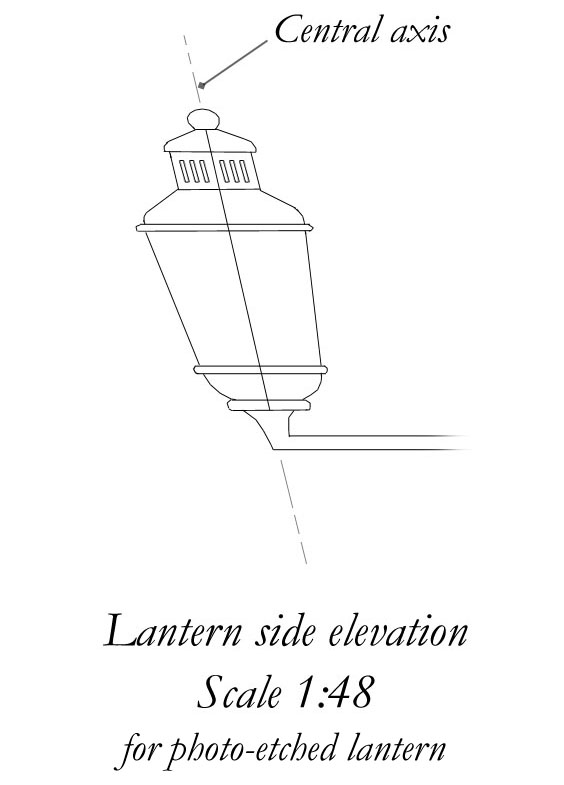 Central axis
Lantern side elevation
Scale 1:48
for photo-etched lantern